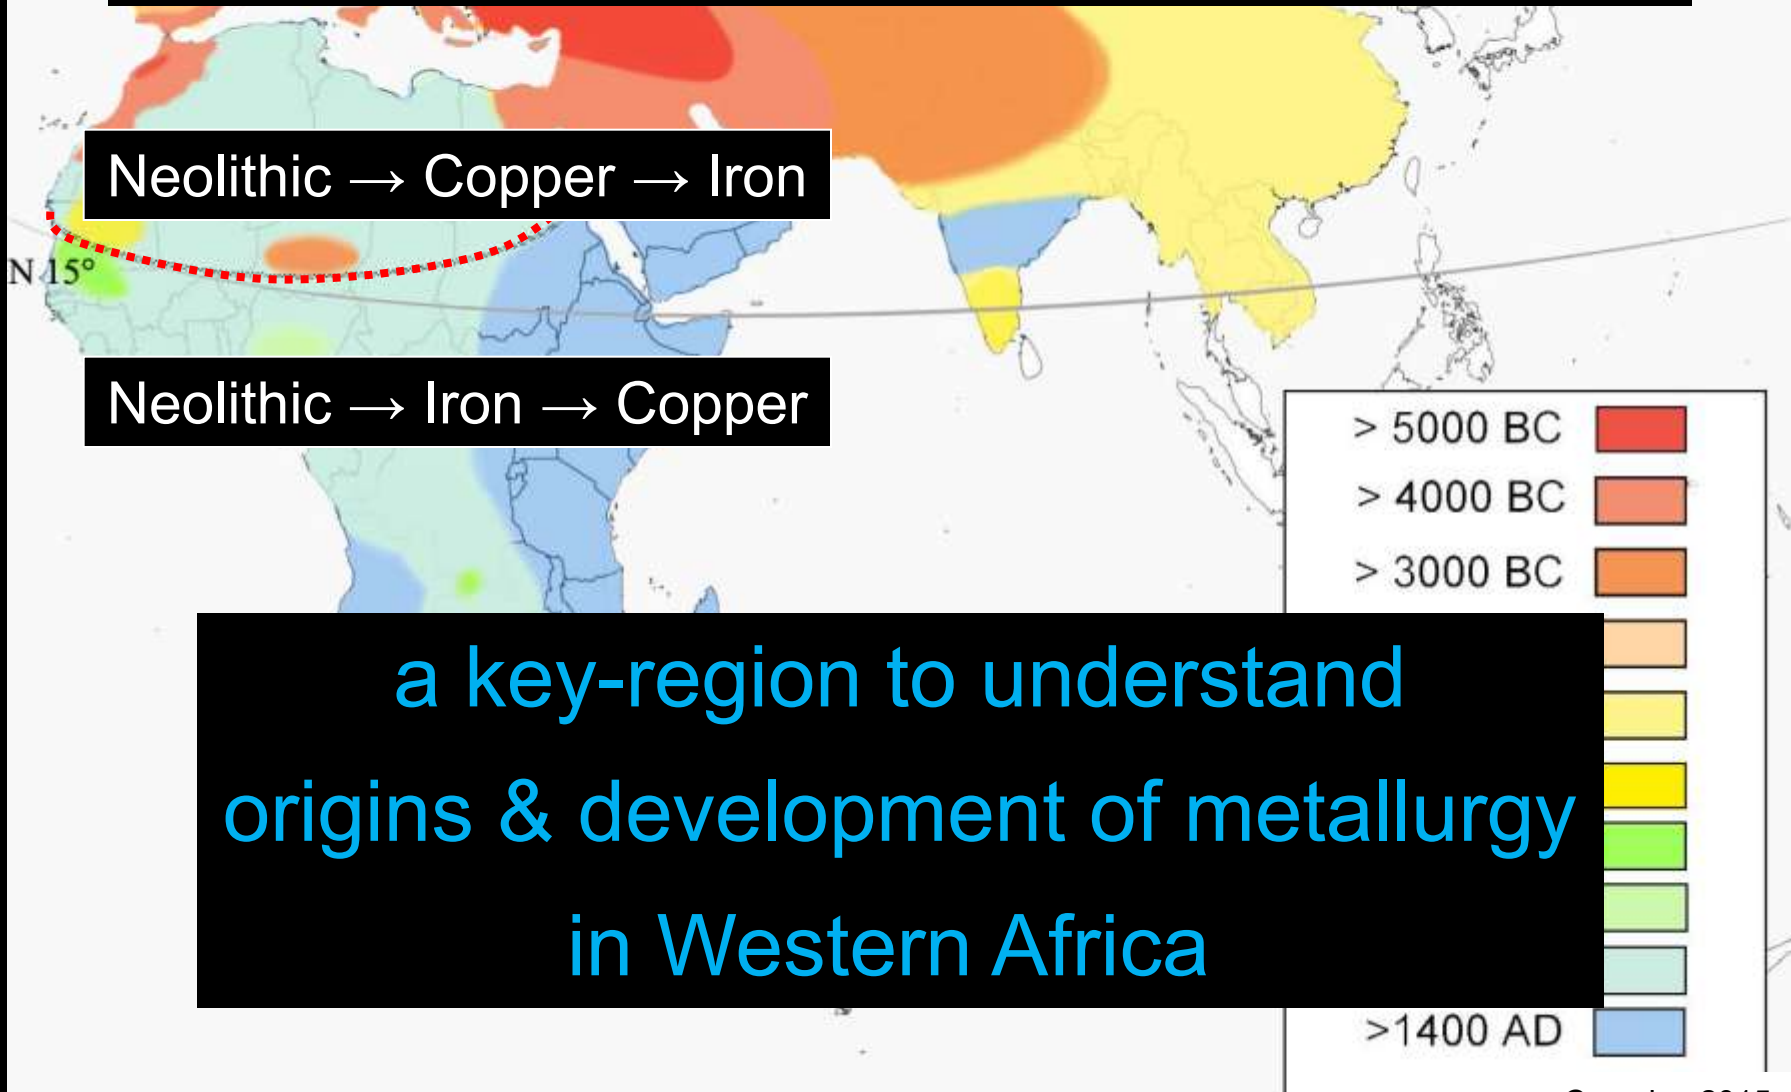 Neolithic → Copper → Iron
N 15°
Neolithic → Iron → Copper
> 5000 BC
> 4000 BC
> 3000 BC
a key-region to understand
origins & development of metallurgy
in Western Africa
>1400 AD